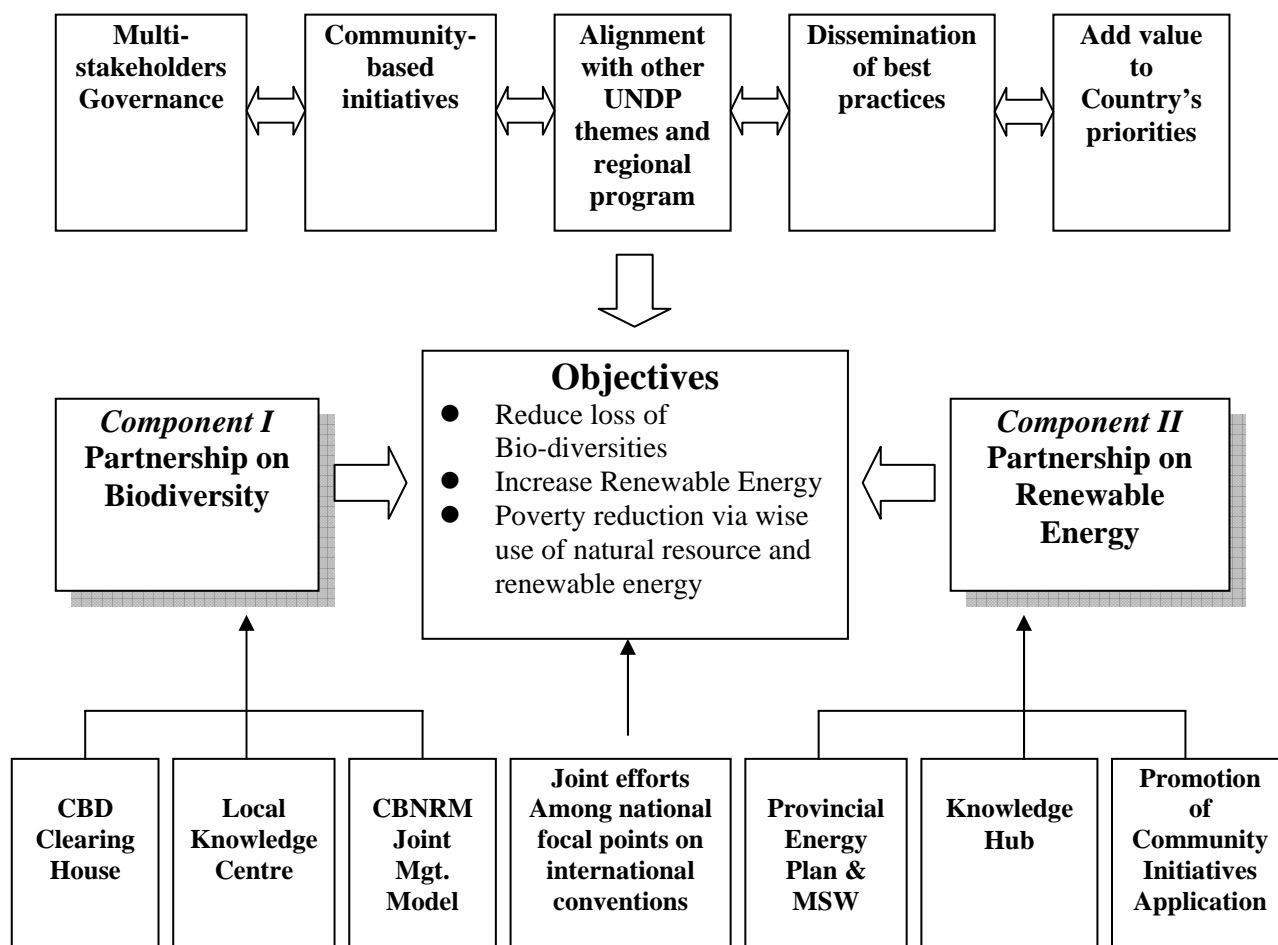 Multi-
stakeholders
Governance
Community-
based
initiatives
Alignment
with other
UNDP
themes and
regional
program
Dissemination
of best
practices
Add value
to
Country’s
priorities
Component I
Partnership on
Biodiversity
Objectives
● Reduce loss of
Bio-diversities
● Increase Renewable Energy
● Poverty reduction via wise
use of natural resource and
renewable energy
Component II
Partnership on
Renewable
Energy
CBD
Clearing
House
Local
Knowledge
Centre
CBNRM
Joint
Mgt.
Model
Joint efforts
Among national
focal points on
international
conventions
Provincial
Energy
Plan &
MSW
Knowledge
Hub
Promotion
of
Community
Initiatives
Application